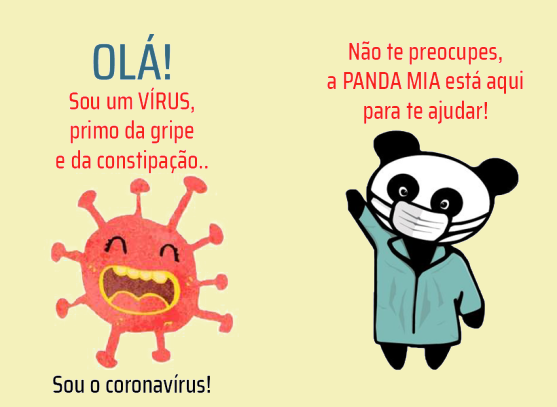 OLÁ!
Sou um VÍRUS,
primo da gripe
e da constipação..
Sou o coronavírus!
Não te preocupes,
a PANDA MIA está aqui
para te ajudar!